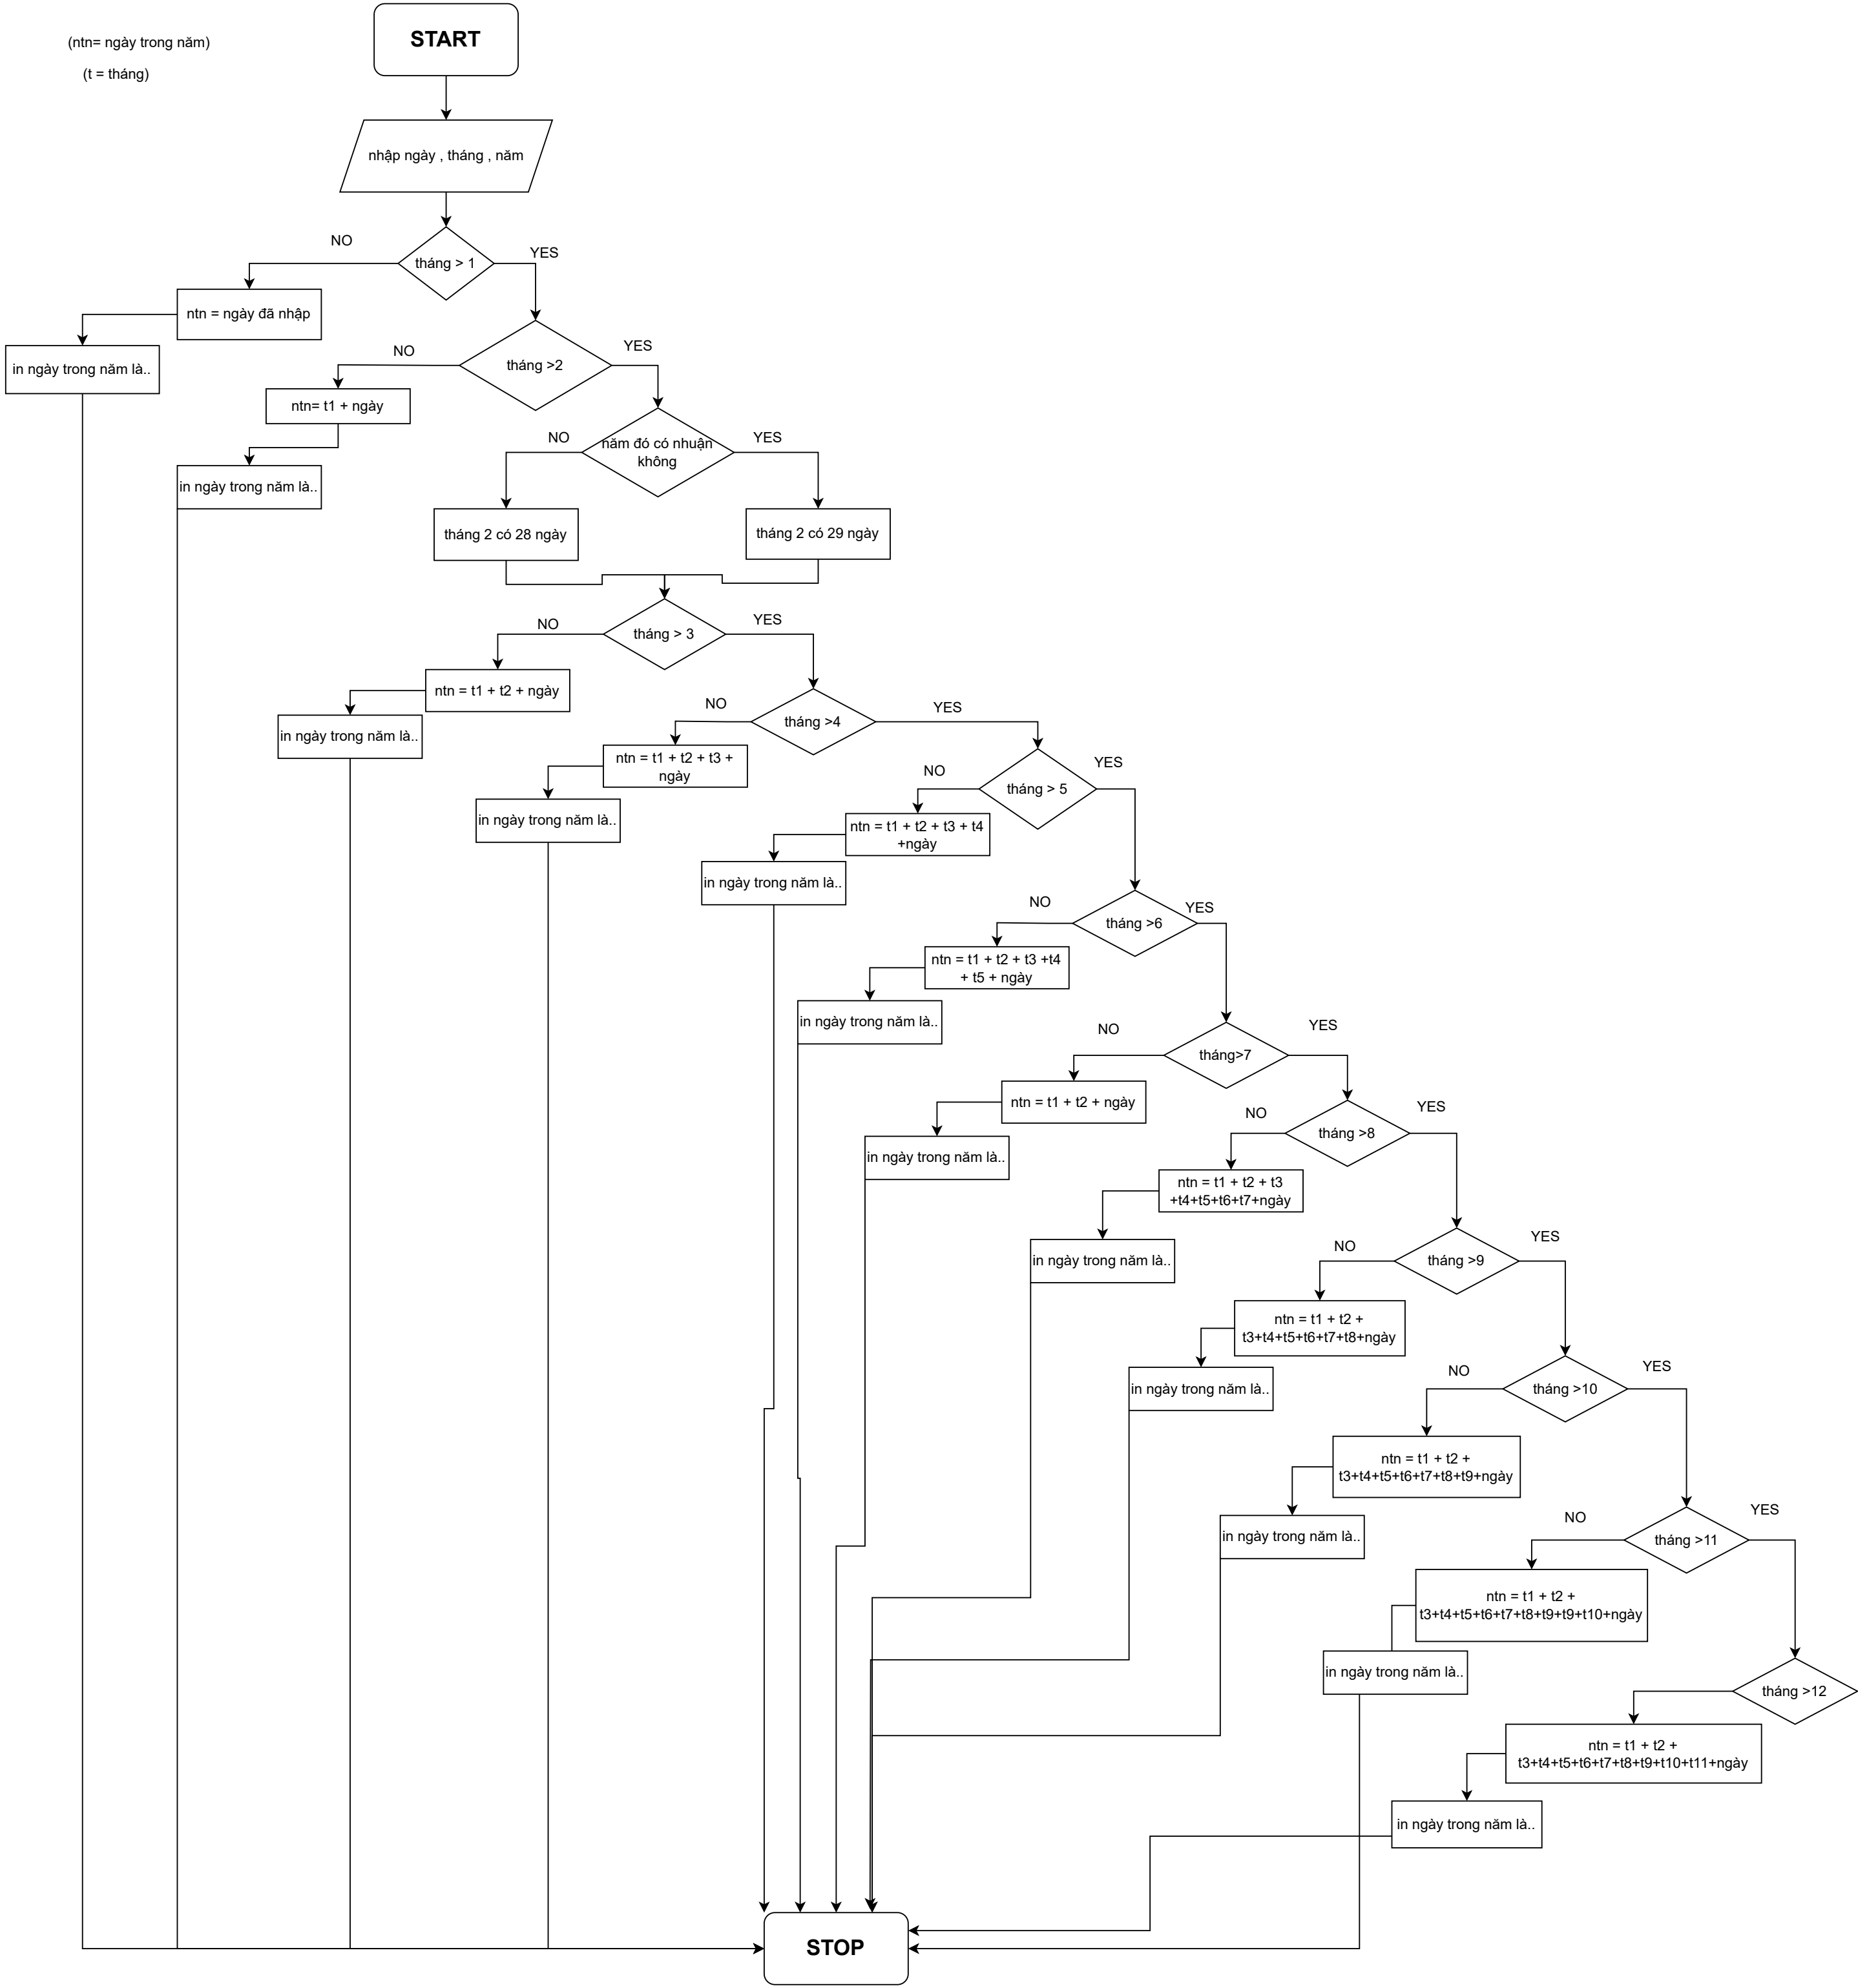 START
(ntn= ngày trong năm)
(t = tháng)
nhập ngày , tháng , năm
NO
YES
tháng > 1
ntn = ngày đã nhập
in ngày trong năm là..
NO
YES
tháng >2
ntn= t1 + ngày
in ngày trong năm là..
NO
YES
năm đó có nhuận
không
tháng 2 có 28 ngày
tháng 2 có 29 ngày
NO
YES
tháng > 3
ntn = t1 + t2 + ngày
in ngày trong năm là..
NO
YES
tháng >4
ntn = t1 + t2 + t3 +
ngày
in ngày trong năm là..
NO
YES
tháng > 5
ntn = t1 + t2 + t3 + t4
+ngày
in ngày trong năm là..
NO
YES
tháng >6
ntn = t1 + t2 + t3 +t4
+ t5 + ngày
in ngày trong năm là..
NO
YES
tháng>7
ntn = t1 + t2 + ngày
in ngày trong năm là..
NO
YES
tháng >8
ntn = t1 + t2 + t3
+t4+t5+t6+t7+ngày
in ngày trong năm là..
NO
YES
tháng >9
ntn = t1 + t2 +
t3+t4+t5+t6+t7+t8+ngày
in ngày trong năm là..
NO
YES
tháng >10
ntn = t1 + t2 +
t3+t4+t5+t6+t7+t8+t9+ngày
in ngày trong năm là..
NO
YES
tháng >11
ntn = t1 + t2 +
t3+t4+t5+t6+t7+t8+t9+t9+t10+ngày
in ngày trong năm là..
tháng >12
ntn = t1 + t2 +
t3+t4+t5+t6+t7+t8+t9+t10+t11+ngày
in ngày trong năm là..
STOP